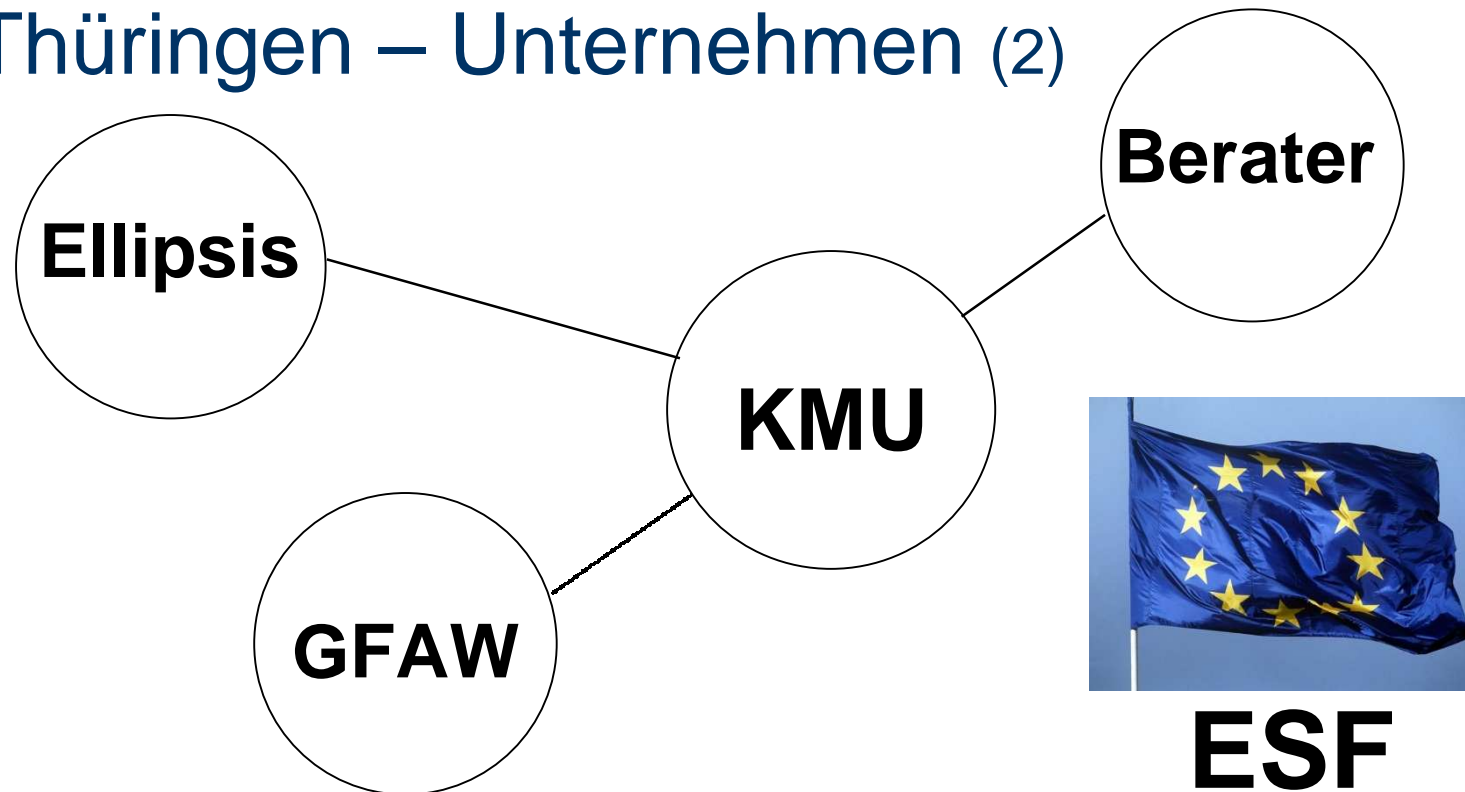 Thüringen – Unternehmen (2)
Berater
Ellipsis
KMU
GFAW
ESF